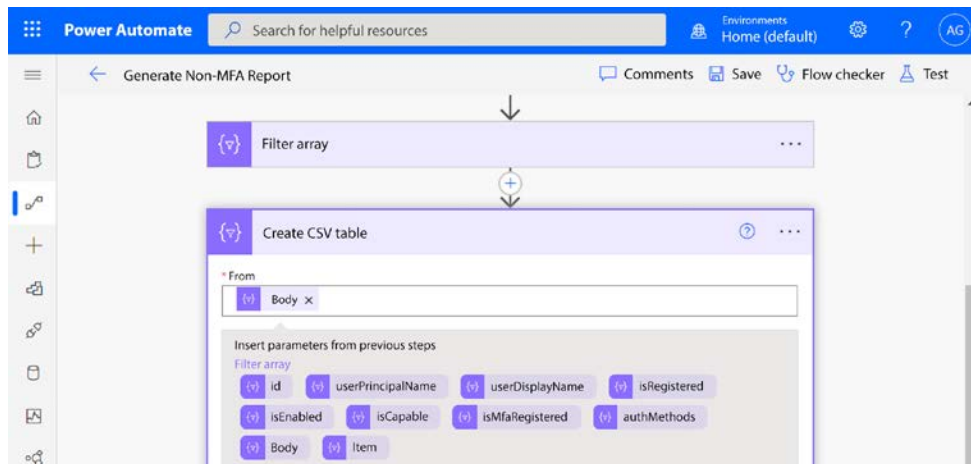 Power Automate
Search for helpful resources
Environments
Home (default)
AG
Generate Non-MFA Report
Comments
Save
Flow checker
Test
Filter array
Create CSV table
* From
Body
Insert parameters from previous steps
Filter array
id userPrincipalName userDisplayName isRegistered
isEnabled isCapable isMfaRegistered authMethods
Body Item